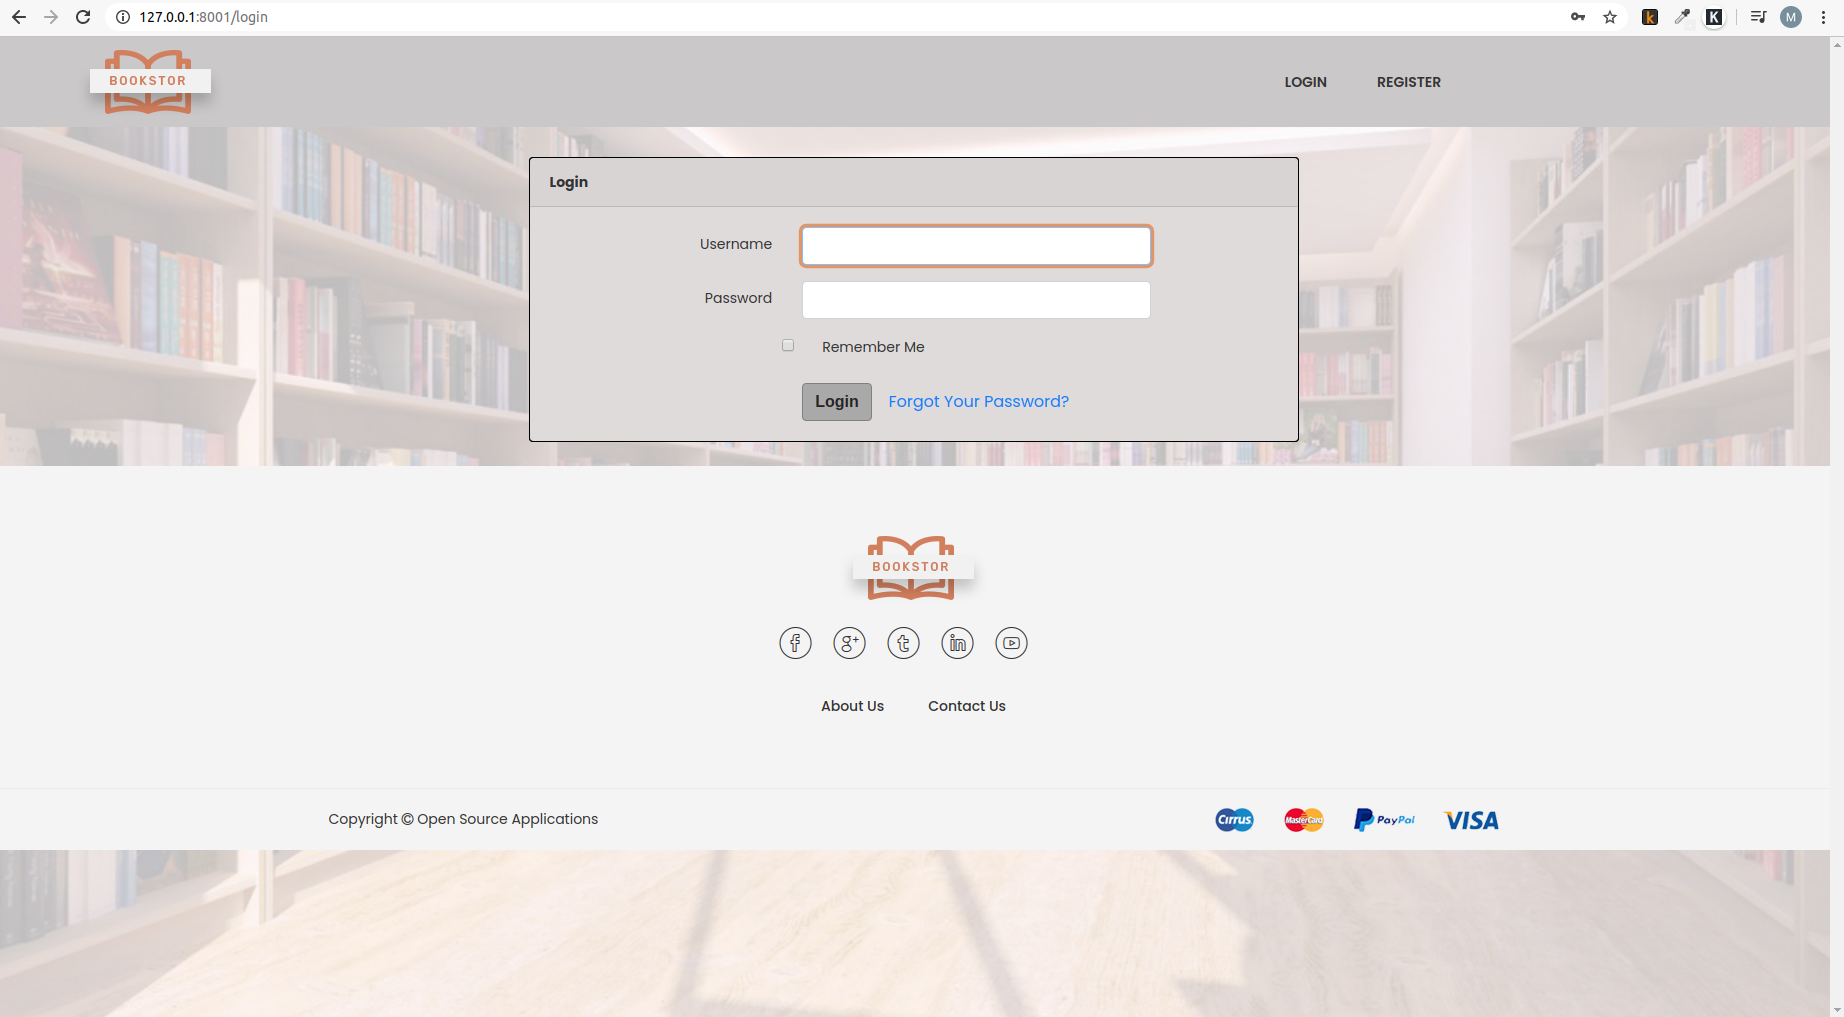 127.0.0.1:8001/login
M
BOOKSTOR
LOGIN
REGISTER
Login
Username
Password
Remember Me
Login Forgot Your Password?
BOOKSTOR
About Us
Contact Us
Copyright © Open Source Applications
Cirrus
MasterCard
PayPal
VISA